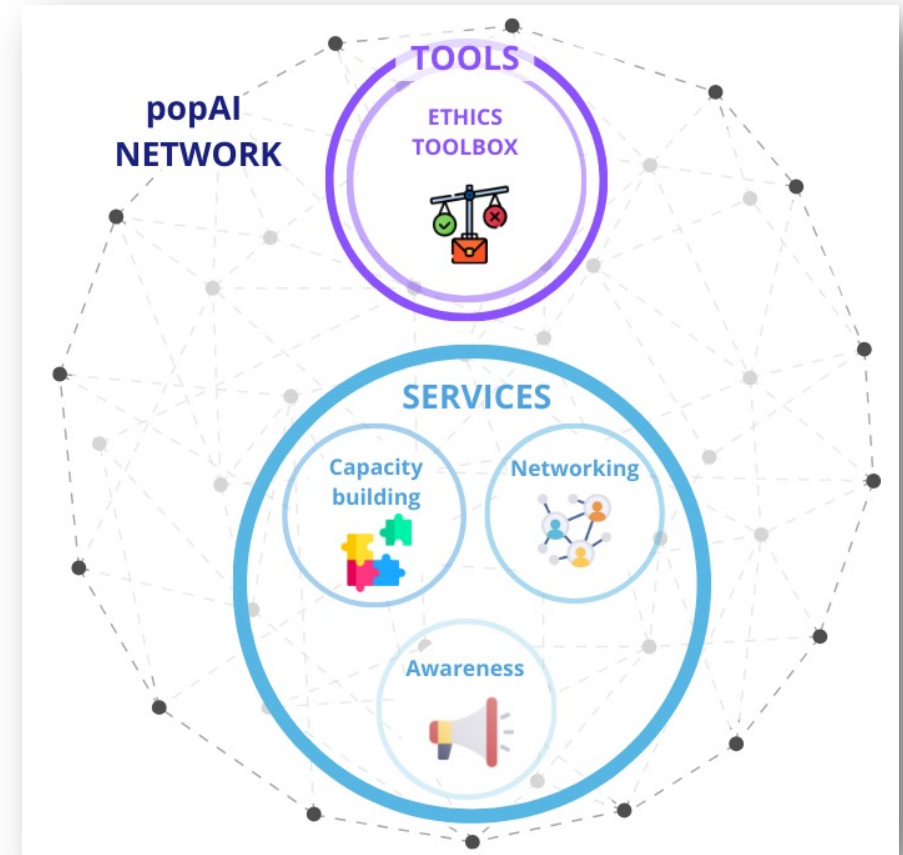 TOOLS
popAI
NETWORK
ETHICS
TOOLBOX
SERVICES
Capacity
building
Networking
Awareness